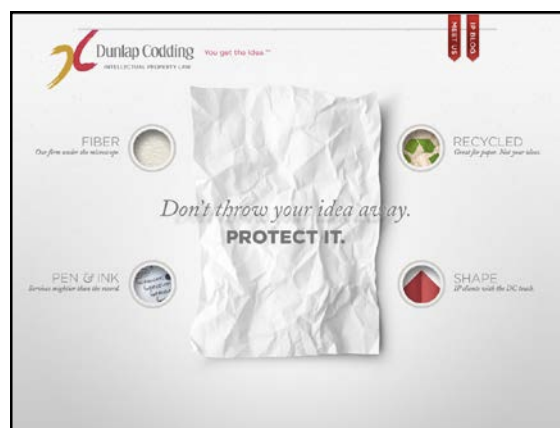 Dunlap Codding
INTELLECTUAL PROPERTY LAW
You get the idea.™
MEET US
IP BLOG
FIBER
Our firm under the microscope.
RECYCLED
Great for paper. Not your ideas.
Don't throw your idea away.
PROTECT IT.
PEN & INK
Services mightier than the sword.
SHAPE
IP clients with the DC touch.